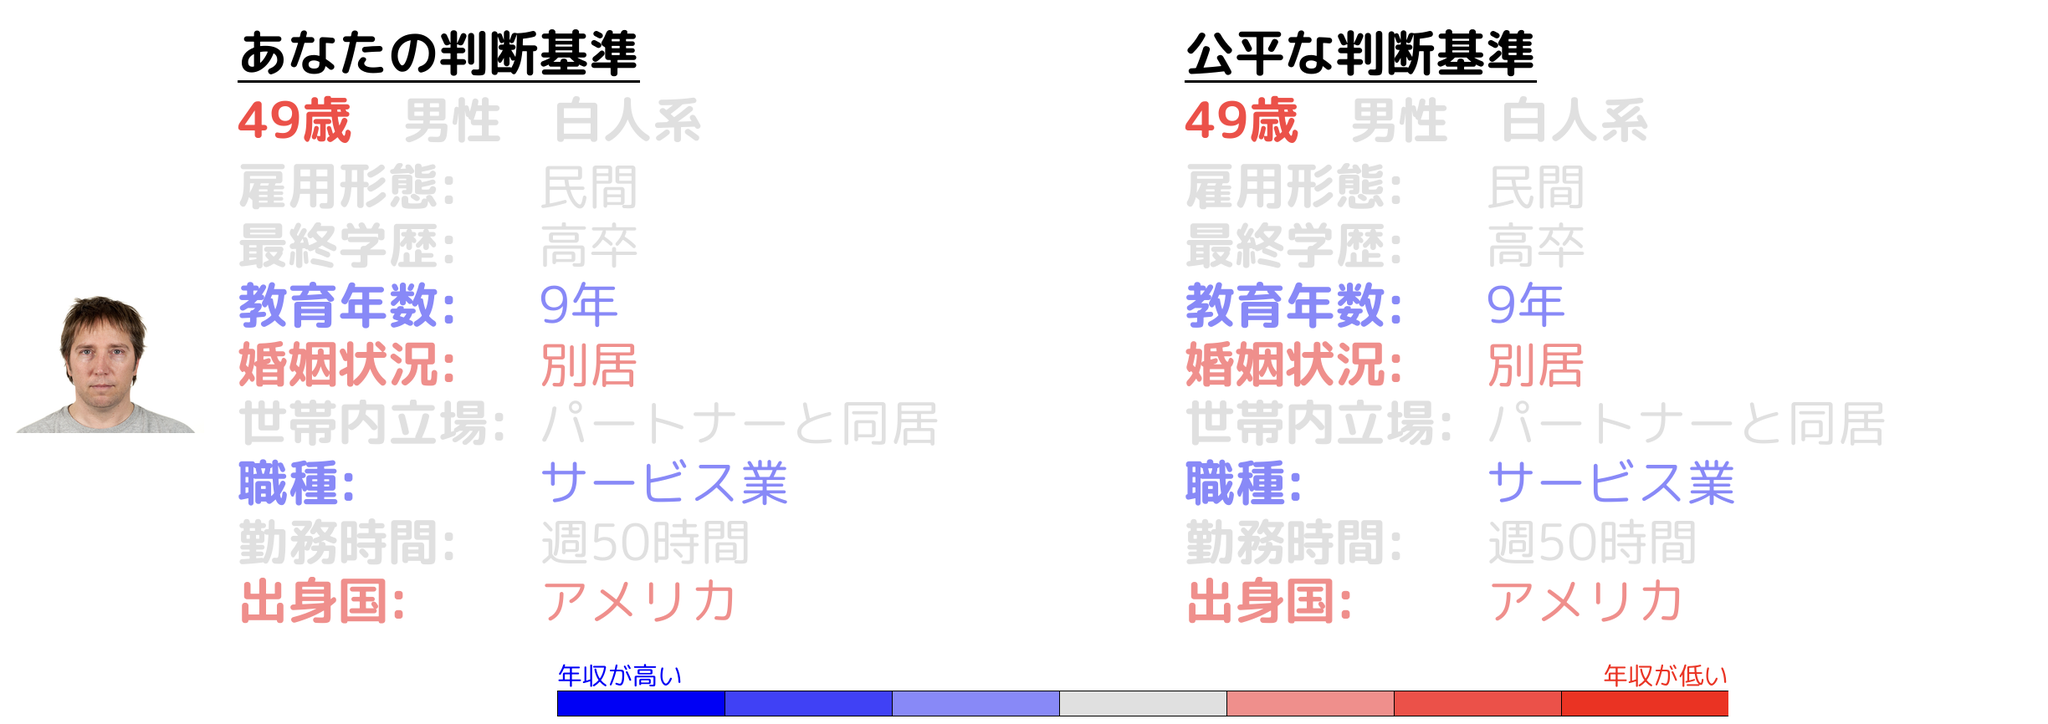 あなたの判断基準
49歳 男性 白人系
雇用形態: 民間
最終学歴: 高卒
教育年数: 9年
婚姻状況: 別居
世帯内立場: パートナーと同居
職種: サービス業
勤務時間: 週50時間
出身国: アメリカ
公平な判断基準
49歳 男性 白人系
雇用形態: 民間
最終学歴: 高卒
教育年数: 9年
婚姻状況: 別居
世帯内立場: パートナーと同居
職種: サービス業
勤務時間: 週50時間
出身国: アメリカ
年収が高い
年収が低い